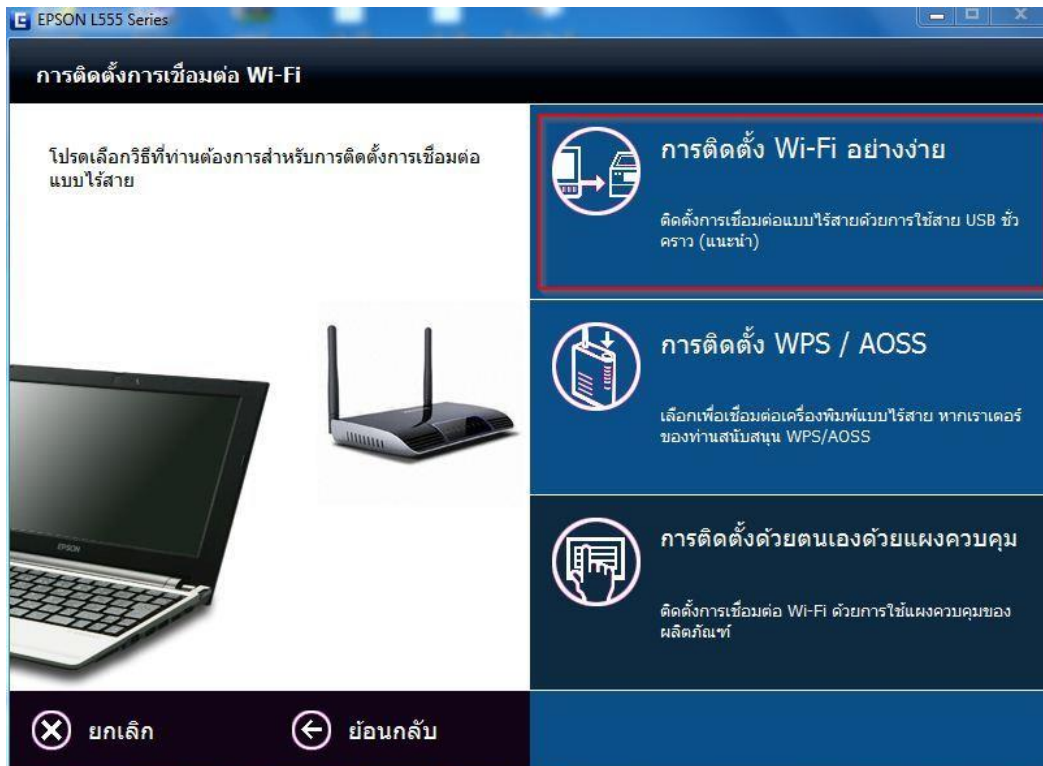 EPSON L555 Series
การติดตั้งการเชื่อมต่อ Wi-Fi
โปรดเลือกวิธีที่ท่านต้องการสำหรับการติดตั้งการเชื่อมต่อ
แบบไร้สาย
การติดตั้ง Wi-Fi อย่างง่าย
ติดตั้งการเชื่อมต่อแบบไร้สายด้วยการใช้สาย USB ชั่ว
คราว (แนะนำ)
การติดตั้ง WPS / AOSS
เลือกเพื่อเชื่อมต่อเครื่องพิมพ์แบบไร้สาย หากเราเตอร์
ของท่านสนับสนุน WPS/AOSS
การติดตั้งด้วยตนเองด้วยแผงควบคุม
ติดตั้งการเชื่อมต่อ Wi-Fi ด้วยการใช้แผงควบคุมของ
ผลิตภัณฑ์
EPSON
ยกเลิก
ย้อนกลับ